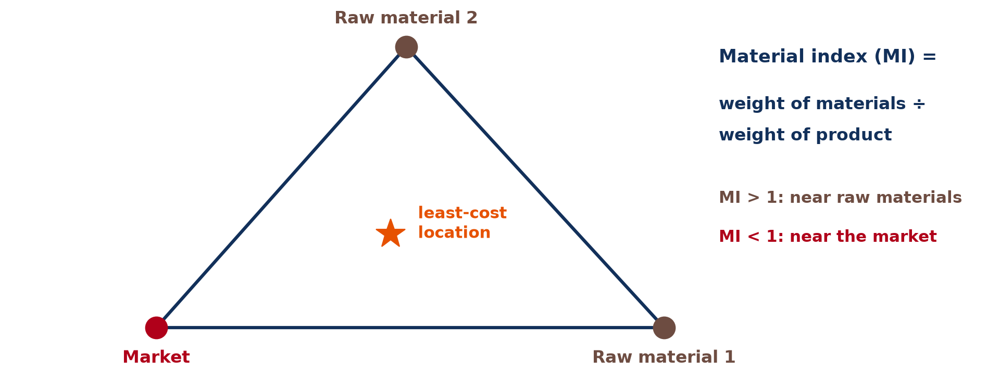 Raw material 2
Material index (MI) =
weight of materials ÷
weight of product
MI > 1: near raw materials
least-cost
location
MI < 1: near the market
Market
Raw material 1